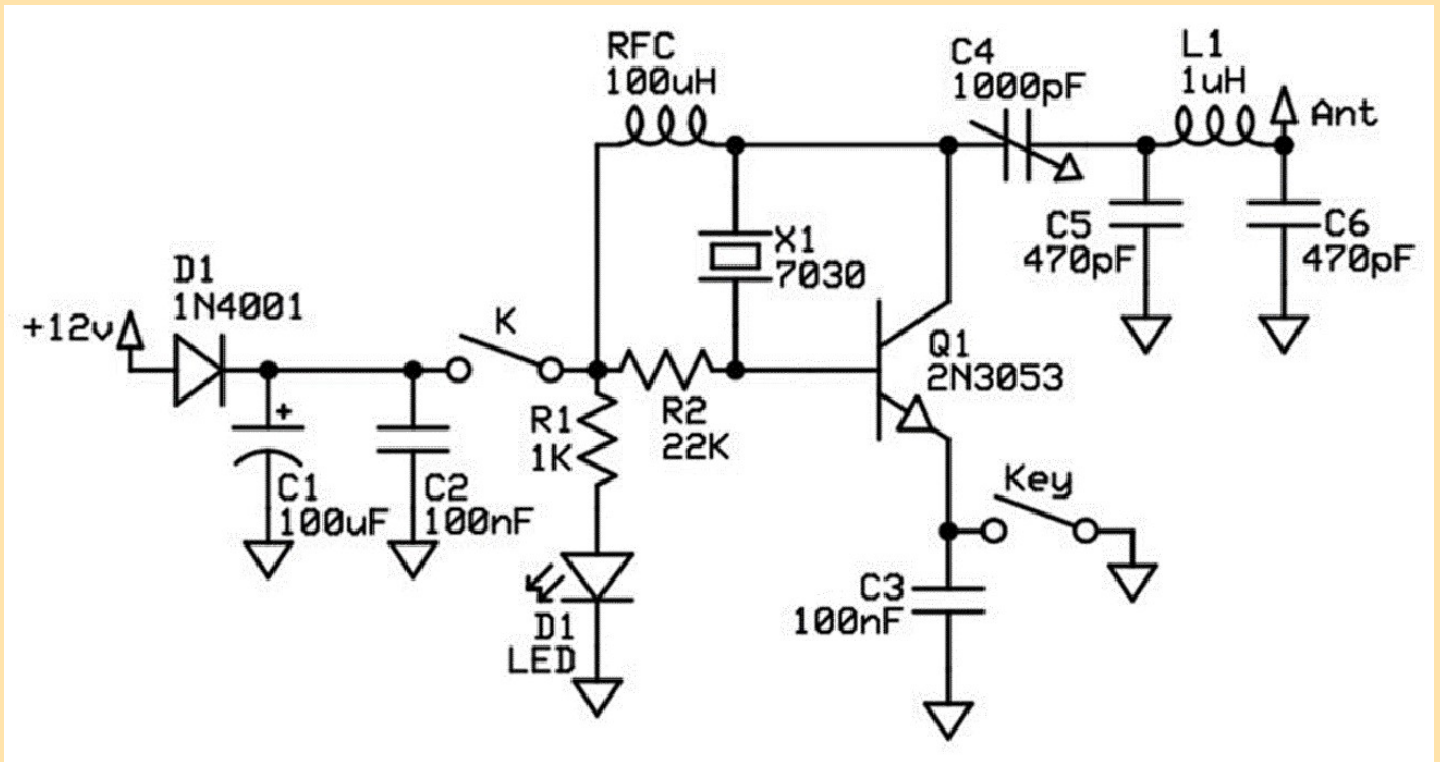 RFC
100uH
C4
1000pF
L1
1uH
Ant
X1
7030
C5
470pF
C6
470pF
D1
1N4001
+12v
K
Q1
2N3053
R1
1K
R2
22K
+
C1
100uF
C2
100nF
Key
C3
100nF
D1
LED